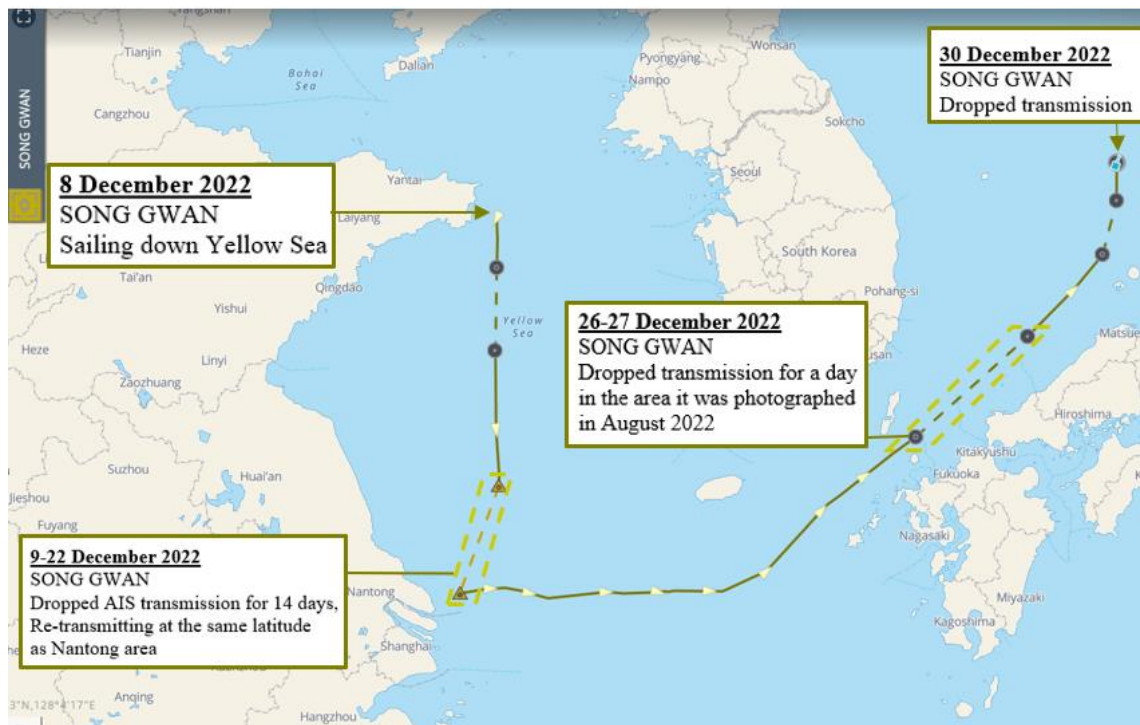 SONG GWAN
8 December 2022
SONG GWAN
Sailing down Yellow Sea
9-22 December 2022
SONG GWAN
Dropped AIS transmission for 14 days,
Re-transmitting at the same latitude
as Nantong area
26-27 December 2022
SONG GWAN
Dropped transmission for a day
in the area it was photographed
in August 2022
30 December 2022
SONG GWAN
Dropped transmission
Tianjin
Bohai
Sea
Dalian
Pyongyang
Nampo
Wonsan
Cangzhou
Sokcho
Seoul
Yantai
Laiyang
South Korea
Tai'an
Qingdao
Yishui
Pohang-si
Yellow
Sea
Heze
Linyi
Matsue
Zaozhuang
Hiroshima
Kitakyushu
Suzhou
Huai'an
Fukuoka
Jieshou
Fuyang
Nagasaki
Nantong
Miyazaki
Shanghai
Kagoshima
Anqing
Hangzhou
3°N,128°4'17"E